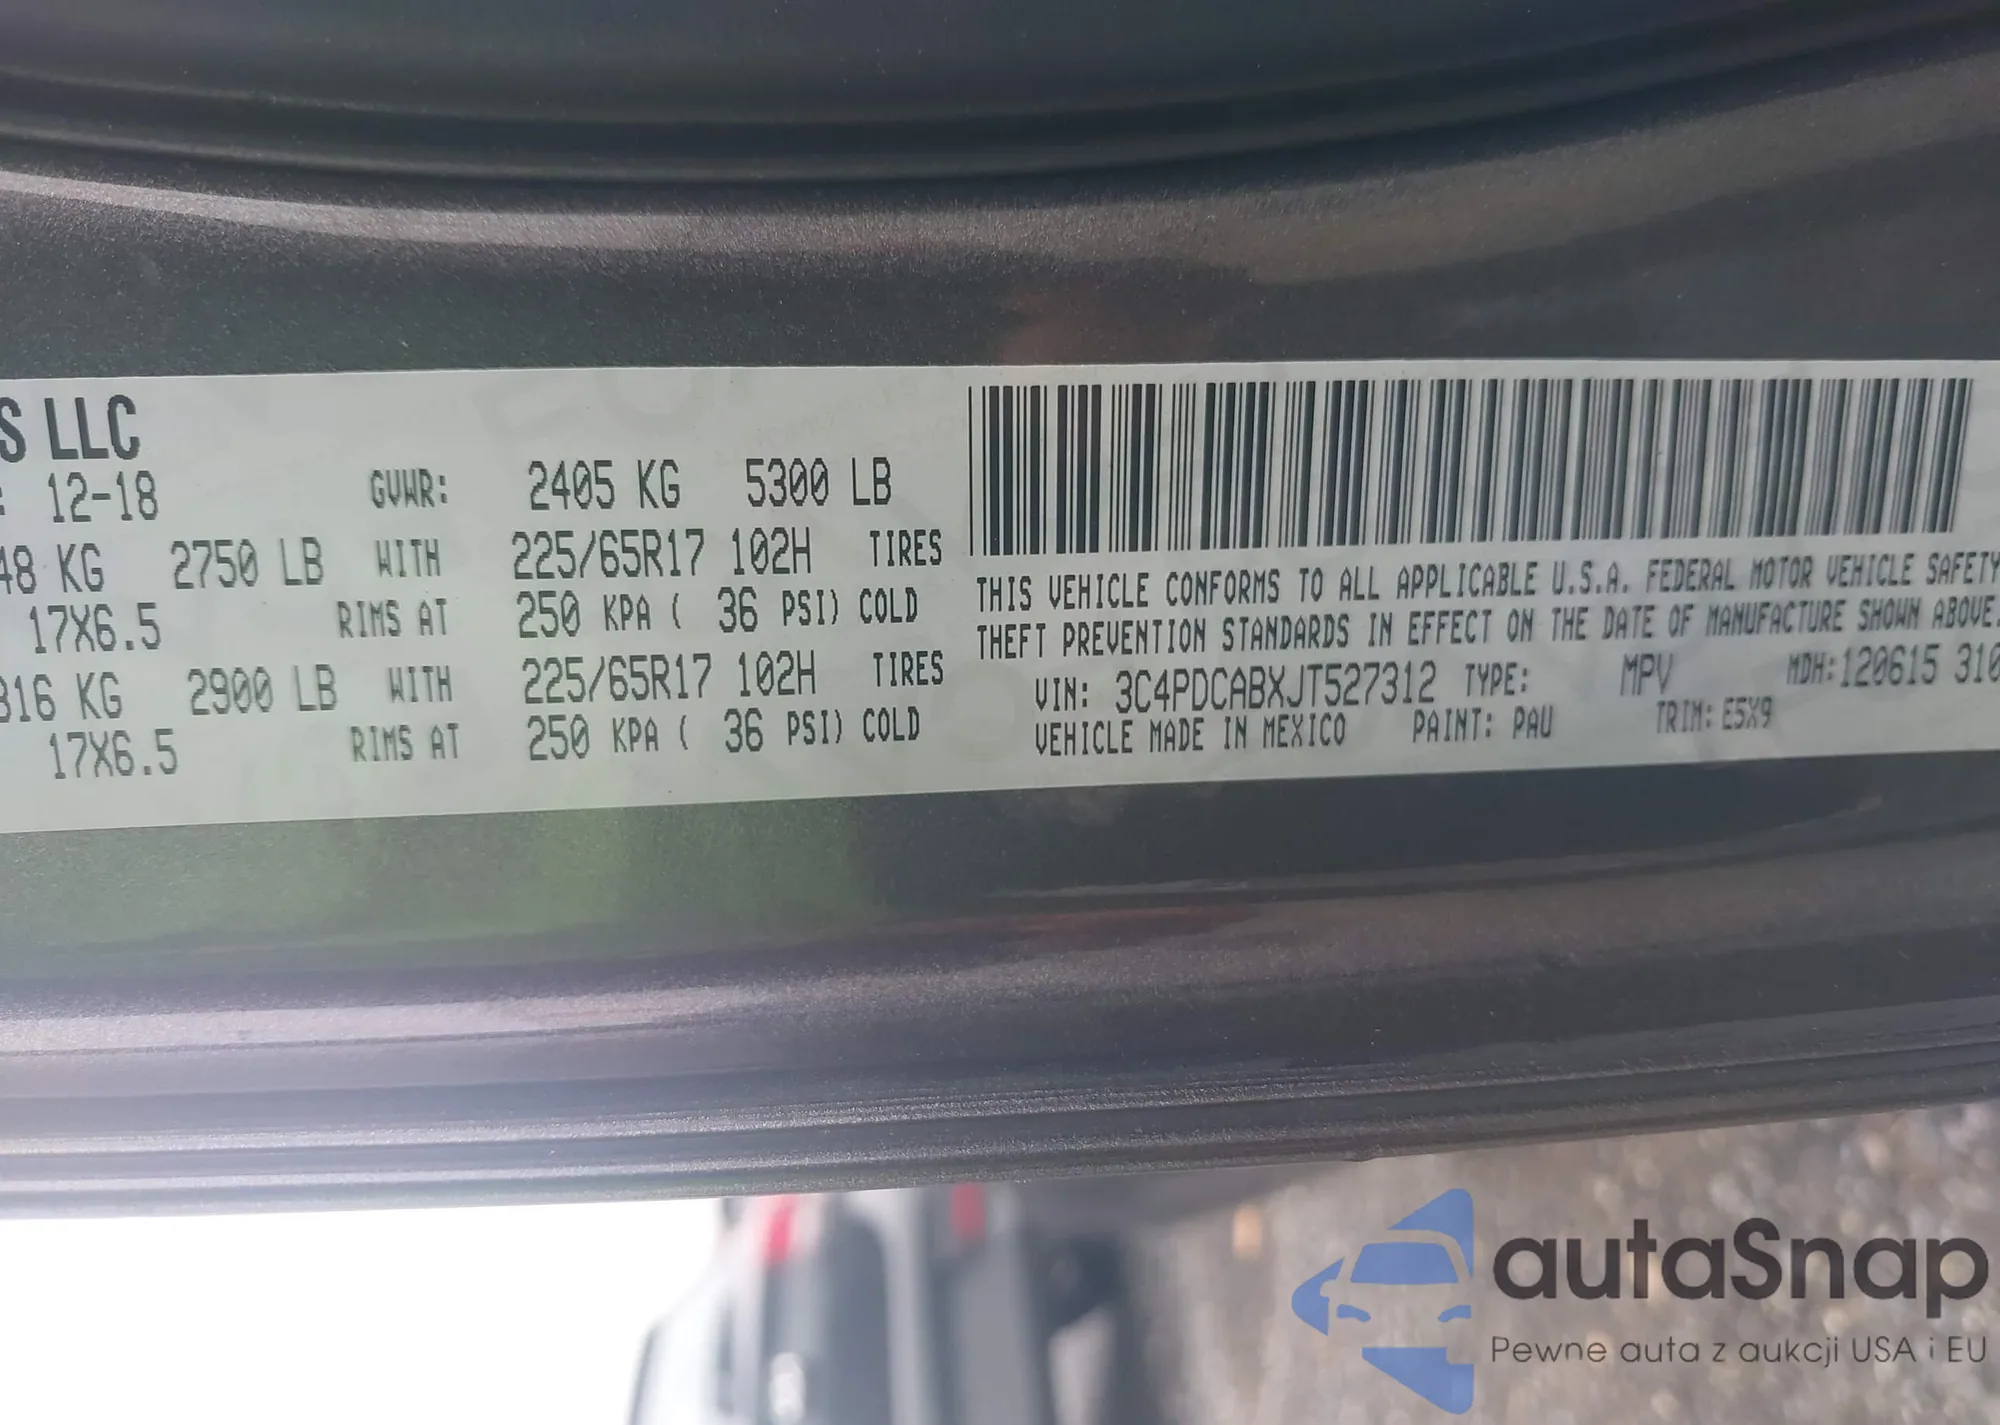 S LLC
: 12-18 GVWR: 2405 KG 5300 LB
48 KG 2750 LB WITH 225/65R17 102H TIRES
17X6.5 RIMS AT 250 KPA ( 36 PSI) COLD
816 KG 2900 LB WITH 225/65R17 102H TIRES
17X6.5 RIMS AT 250 KPA ( 36 PSI) COLD
THIS VEHICLE CONFORMS TO ALL APPLICABLE U.S.A. FEDERAL MOTOR VEHICLE SAFETY
THEFT PREVENTION STANDARDS IN EFFECT ON THE DATE OF MANUFACTURE SHOWN ABOVE.
VIN: 3C4PDCABXJT527312 TYPE: MPV MDH:120615 310
VEHICLE MADE IN MEXICO PAINT: PAU TRIM: E5X9
autaSnap
Pewne auta z aukcji USA i EU